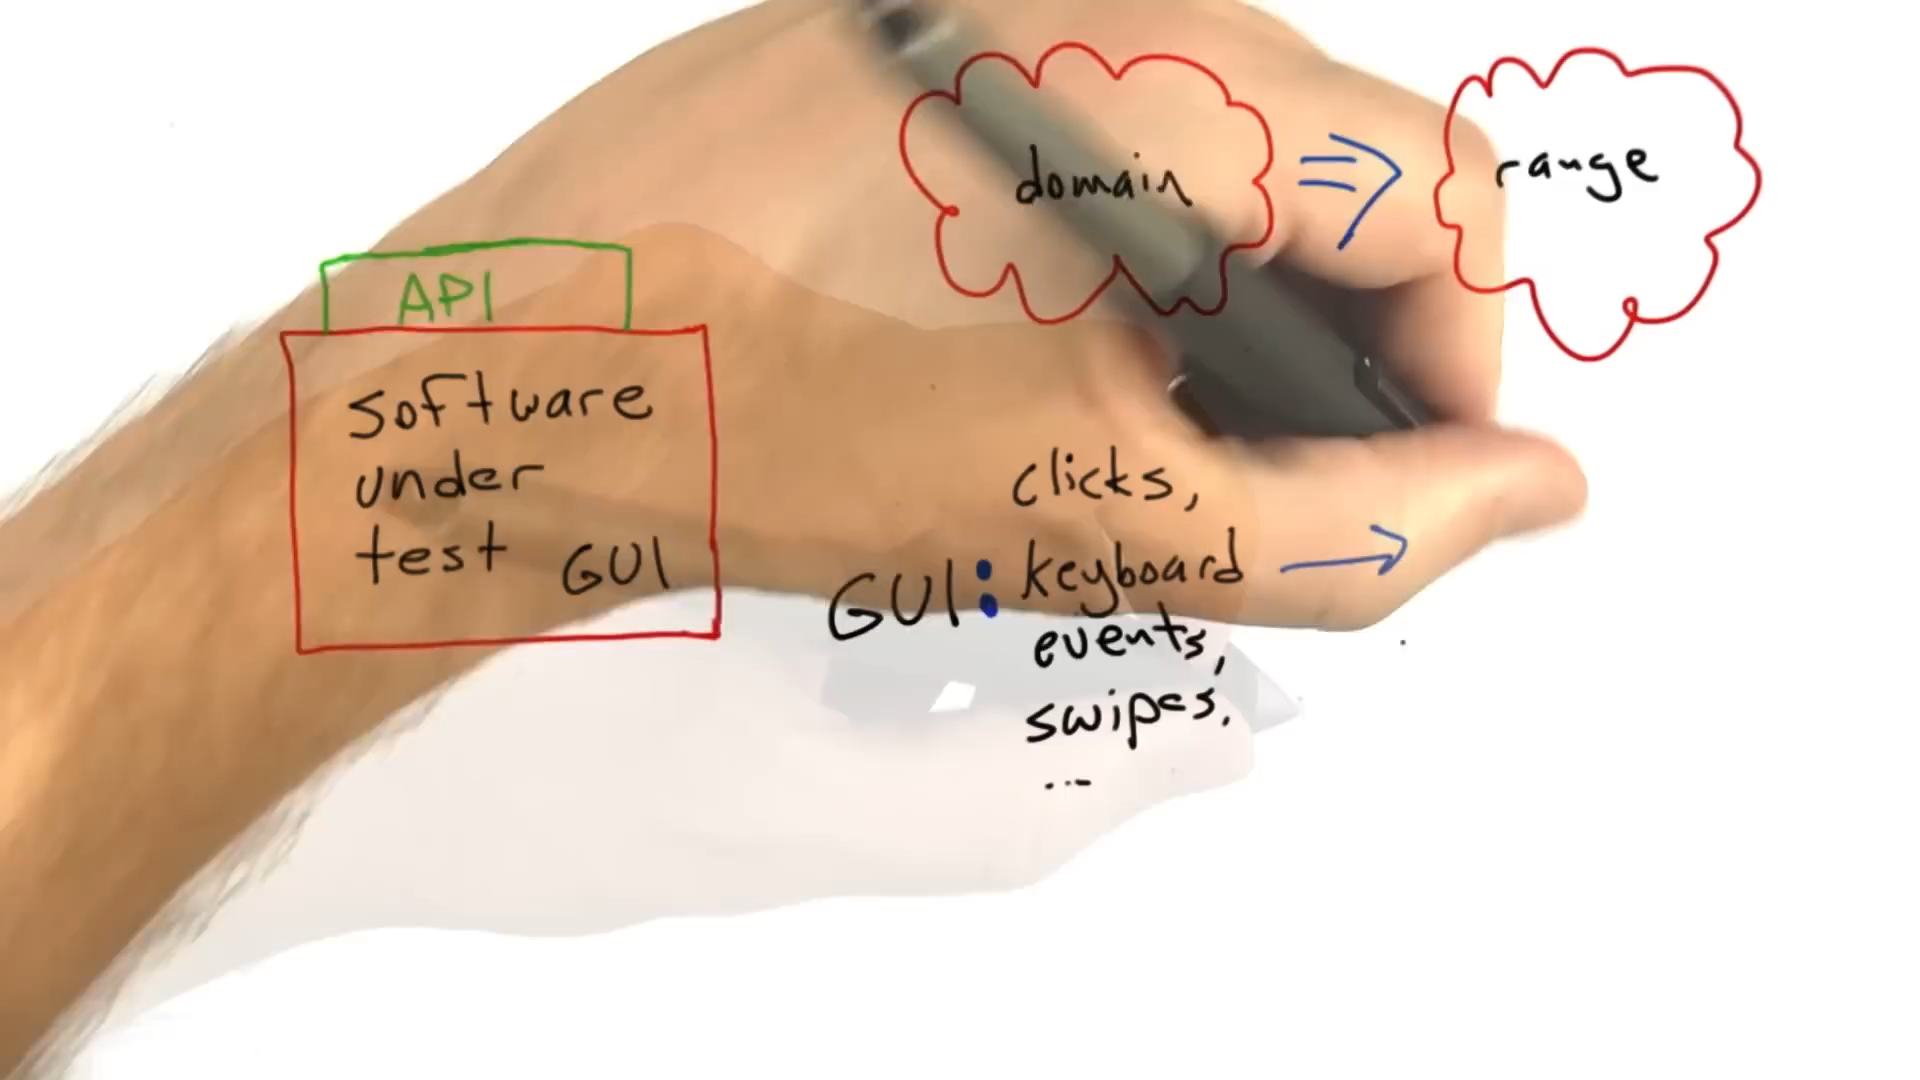 domain
range
API
software
under
test
GUI
GUI:
clicks,
keyboard
events,
swipes,
...